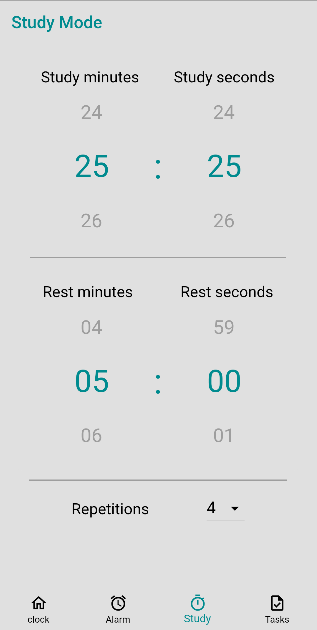 Study Mode
Study minutes Study seconds
24 24
25 : 25
26 26
Rest minutes Rest seconds
04 59
05 : 00
06 01
Repetitions 4
clock Alarm Study Tasks